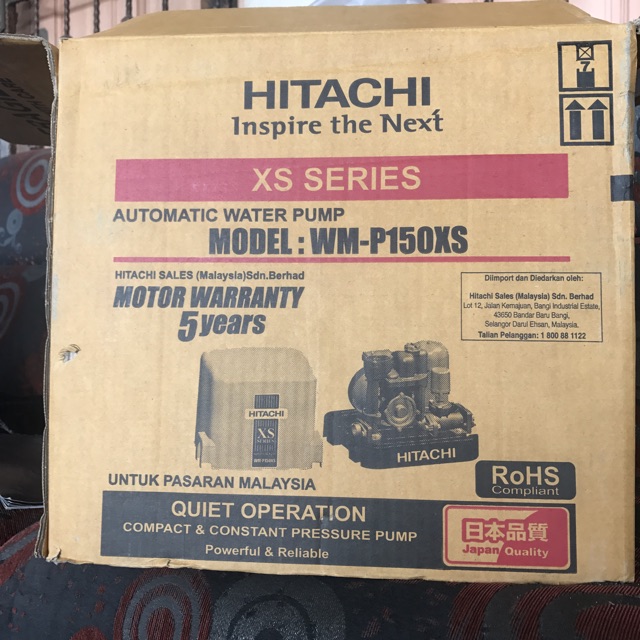 HITACHI
Inspire the Next
XS SERIES
AUTOMATIC WATER PUMP
MODEL : WM-P150XS
HITACHI SALES (Malaysia)Sdn.Berhad
MOTOR WARRANTY
5 years
Diimport dan Diedarkan oleh:
Hitachi Sales (Malaysia) Sdn. Berhad
Lot 12, Jalan Kemajuan, Bangi Industrial Estate,
43650 Bandar Baru Bangi,
Selangor Darul Ehsan, Malaysia.
Talian Pelanggan: 1 800 88 1122
7
HITACHI
XS
SERIES
HITACHI
UNTUK PASARAN MALAYSIA
RoHS
Compliant
QUIET OPERATION
COMPACT & CONSTANT PRESSURE PUMP
Powerful & Reliable
日本品質
Japan Quality